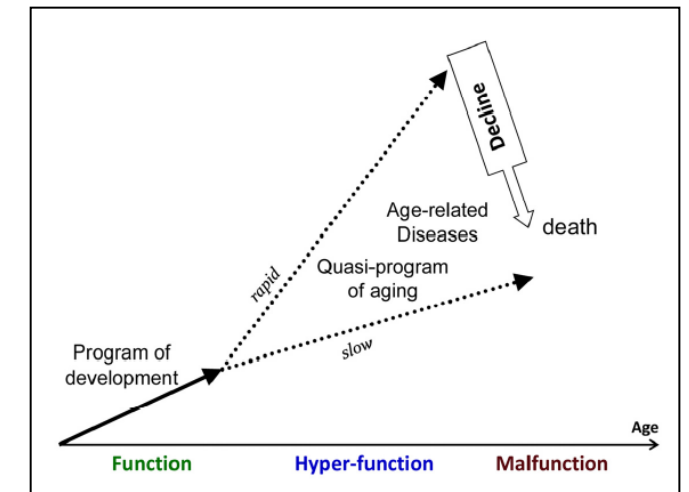 Decline
Age-related
Diseases
death
rapid
Quasi-program
of aging
slow
Program of
development
Age
Function
Hyper-function
Malfunction